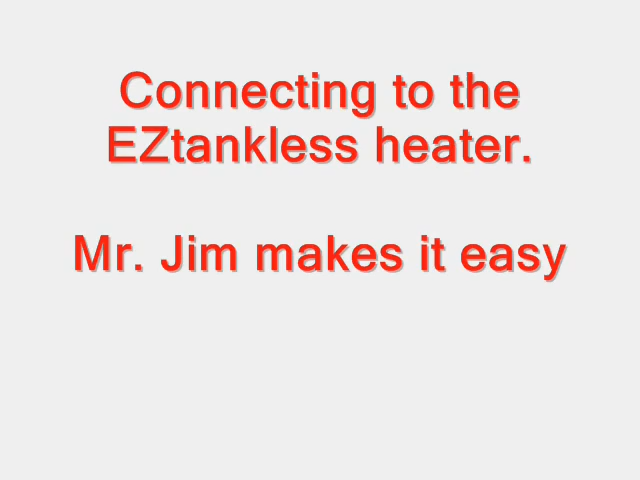 Connecting to the
EZtankless heater.
Mr. Jim makes it easy